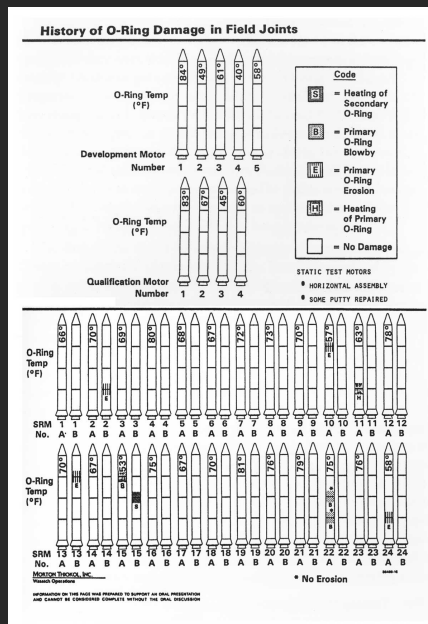 History of O-Ring Damage in Field Joints
O-Ring Temp
(°F)
84° 49° 61° 40° 58°
Development Motor
Number 1 2 3 4 5
O-Ring Temp
(°F)
83° 67° 45° 60°
Qualification Motor
Number 1 2 3 4
Code
S = Heating of
Secondary
O-Ring
B = Primary
O-Ring
Blowby
E = Primary
O-Ring
Erosion
H = Heating
of Primary
O-Ring
= No Damage
STATIC TEST MOTORS
• HORIZONTAL ASSEMBLY
• SOME PUTTY REPAIRED
66° 70° 69° 80° 68° 67° 72° 73° 70° 57° 63° 78°
O-Ring
Temp
(°F)
E
E
H
SRM 1 1 2 2 3 3 4 4 5 5 6 6 7 7 8 8 9 9 10 10 11 11 12 12
No. A B A B A B A B A B A B A B A B A B A B A B A B
70° 67° 53° 75° 67° 70° 81° 76° 79° 75° 76° 58°
O-Ring
Temp
(°F)
E
B
S
* B
* B
E
SRM 13 13 14 14 15 15 16 16 17 17 18 18 19 19 20 20 21 21 22 22 23 23 24 24
No. A B A B A B A B A B A B A B A B A B A B A B A B
MORTON THIOKOL, INC.
Wasatch Operations
* No Erosion
INFORMATION ON THIS PAGE WAS PREPARED TO SUPPORT AN ORAL PRESENTATION
AND CANNOT BE CONSIDERED COMPLETE WITHOUT THE ORAL DISCUSSION